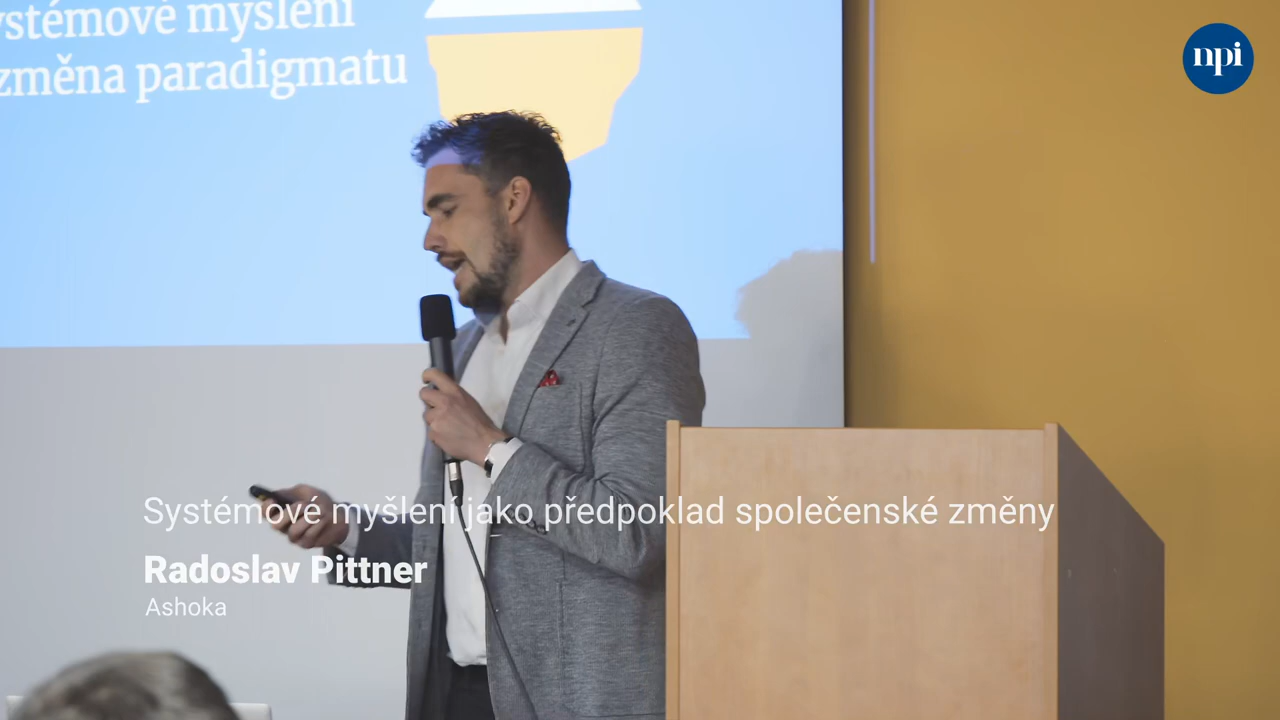 ystémové myšlení
změna paradigmatu
npi
Systémové myšlení jako předpoklad společenské změny
Radoslav Pittner
Ashoka